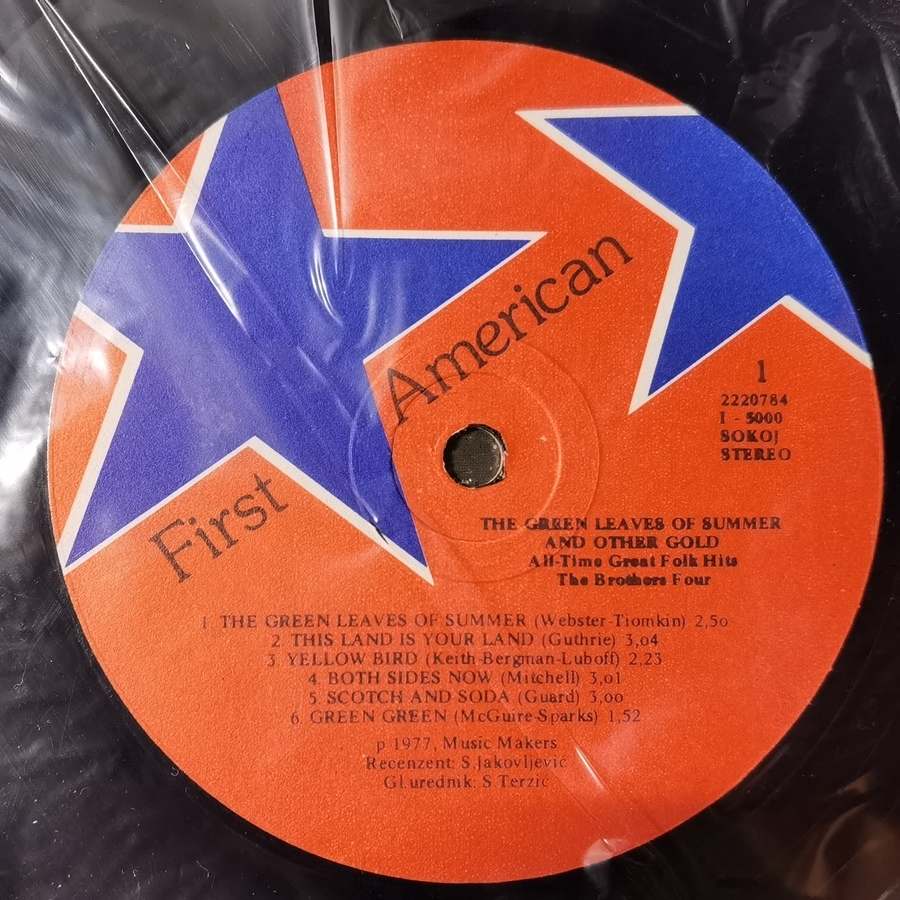 First American
1
2220784
I - 5000
SOKOJ
STEREO
THE GREEN LEAVES OF SUMMER
AND OTHER GOLD
All-Time Great Folk Hits
The Brothers Four
1. THE GREEN LEAVES OF SUMMER (Webster-Tiomkin) 2,5o
2. THIS LAND IS YOUR LAND (Guthrie) 3,o4
3. YELLOW BIRD (Keith-Bergman-Luboff) 2,23
4. BOTH SIDES NOW (Mitchell) 3,o1
5. SCOTCH AND SODA (Guard) 3,oo
6. GREEN GREEN (McGuire-Sparks) 1,52
p 1977, Music Makers
Recenzent: S.Jakovljević
Gl.urednik: S.Terzić